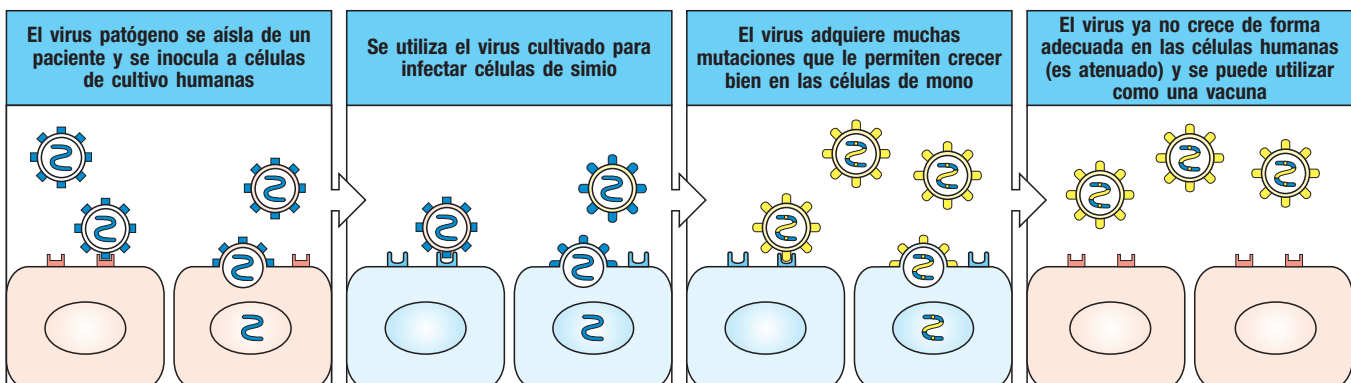 El virus patógeno se aísla de un
paciente y se inocula a células
de cultivo humanas
Se utiliza el virus cultivado para
infectar células de simio
El virus adquiere muchas
mutaciones que le permiten crecer
bien en las células de mono
El virus ya no crece de forma
adecuada en las células humanas
(es atenuado) y se puede utilizar
como una vacuna